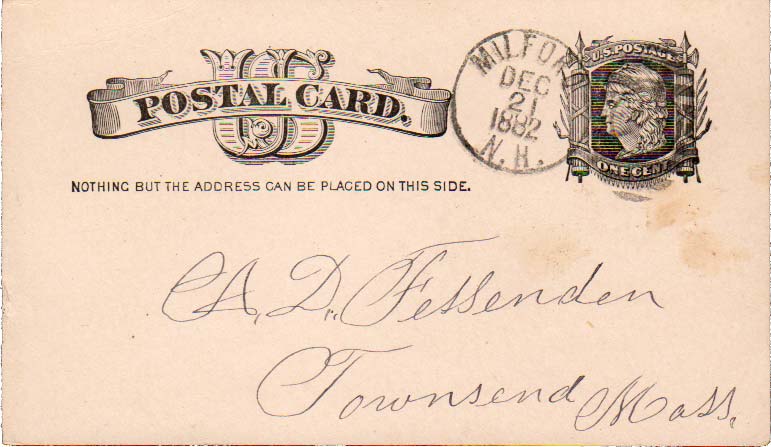 US
POSTAL CARD.
NOTHING BUT THE ADDRESS CAN BE PLACED ON THIS SIDE.
MILFORD
DEC
21
1882
N.H.
U.S. POSTAGE
ONE CENT
A. D. Fessenden
Townsend Mass.